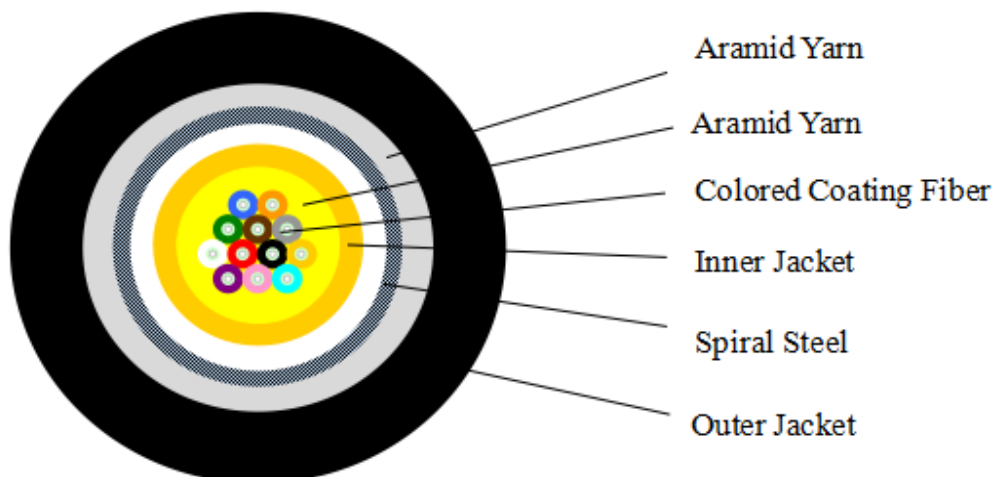 Aramid Yarn
Aramid Yarn
Colored Coating Fiber
Inner Jacket
Spiral Steel
Outer Jacket